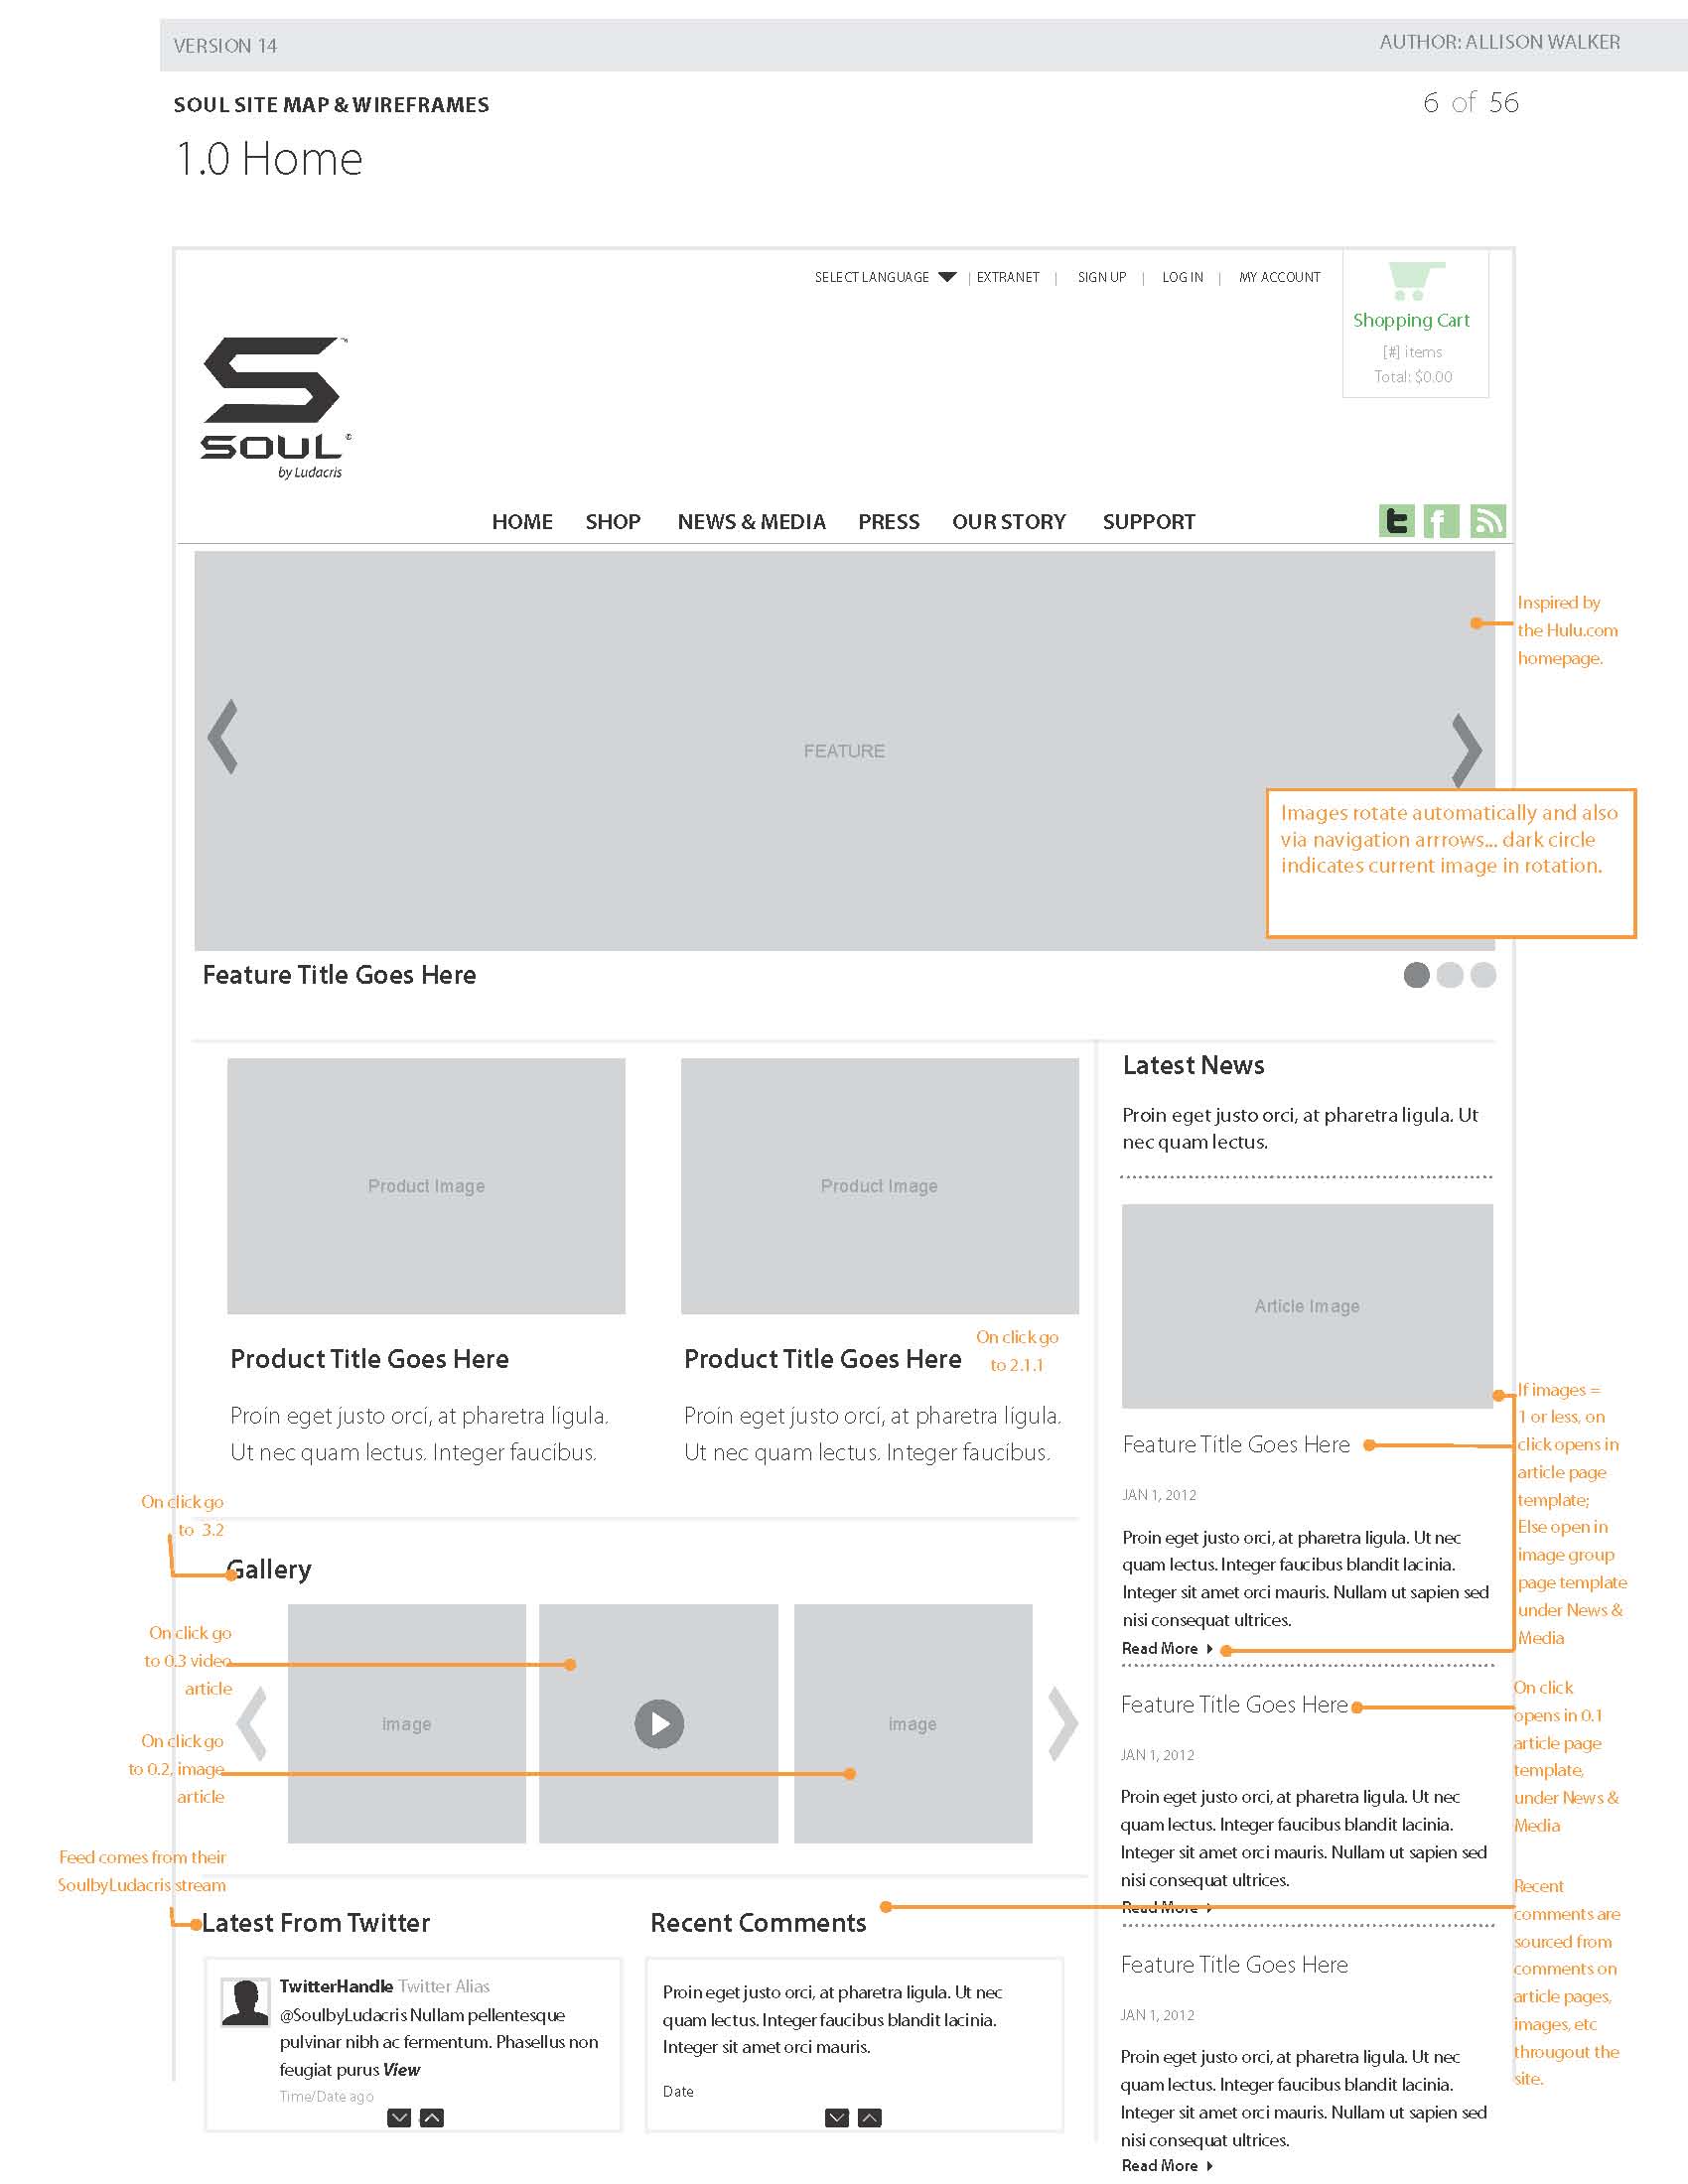 VERSION 14
AUTHOR: ALLISON WALKER
SOUL SITE MAP & WIREFRAMES
6 of 56
1.0 Home
SELECT LANGUAGE | EXTRANET | SIGN UP | LOG IN | MY ACCOUNT
Shopping Cart
[#] items
Total: $0.00
S™
SOUL®
by Ludacris
HOME SHOP NEWS & MEDIA PRESS OUR STORY SUPPORT
t f
Inspired by
the Hulu.com
homepage.
FEATURE
Images rotate automatically and also
via navigation arrrows... dark circle
indicates current image in rotation.
Feature Title Goes Here
Product Image
Product Title Goes Here
Proin eget justo orci, at pharetra ligula.
Ut nec quam lectus. Integer faucibus.
Product Image
Product Title Goes Here
On click go
to 2.1.1
Proin eget justo orci, at pharetra ligula.
Ut nec quam lectus. Integer faucibus.
On click go
to 3.2
Gallery
On click go
to 0.3 video
article
On click go
to 0.2, image
article
image
image
Feed comes from their
SoulbyLudacris stream
Latest From Twitter
TwitterHandle Twitter Alias
@SoulbyLudacris Nullam pellentesque
pulvinar nibh ac fermentum. Phasellus non
feugiat purus View
Time/Date ago
Recent Comments
Proin eget justo orci, at pharetra ligula. Ut nec
quam lectus. Integer faucibus blandit lacinia.
Integer sit amet orci mauris.
Date
Latest News
Proin eget justo orci, at pharetra ligula. Ut
nec quam lectus.
Article Image
Feature Title Goes Here
JAN 1, 2012
Proin eget justo orci, at pharetra ligula. Ut nec
quam lectus. Integer faucibus blandit lacinia.
Integer sit amet orci mauris. Nullam ut sapien sed
nisi consequat ultrices.
Read More
Feature Title Goes Here
JAN 1, 2012
Proin eget justo orci, at pharetra ligula. Ut nec
quam lectus. Integer faucibus blandit lacinia.
Integer sit amet orci mauris. Nullam ut sapien sed
nisi consequat ultrices.
Read More
Feature Title Goes Here
JAN 1, 2012
Proin eget justo orci, at pharetra ligula. Ut nec
quam lectus. Integer faucibus blandit lacinia.
Integer sit amet orci mauris. Nullam ut sapien sed
nisi consequat ultrices.
Read More
If images =
1 or less, on
click opens in
article page
template;
Else open in
image group
page template
under News &
Media
On click
opens in 0.1
article page
template,
under News &
Media
Recent
comments are
sourced from
comments on
article pages,
images, etc
througout the
site.